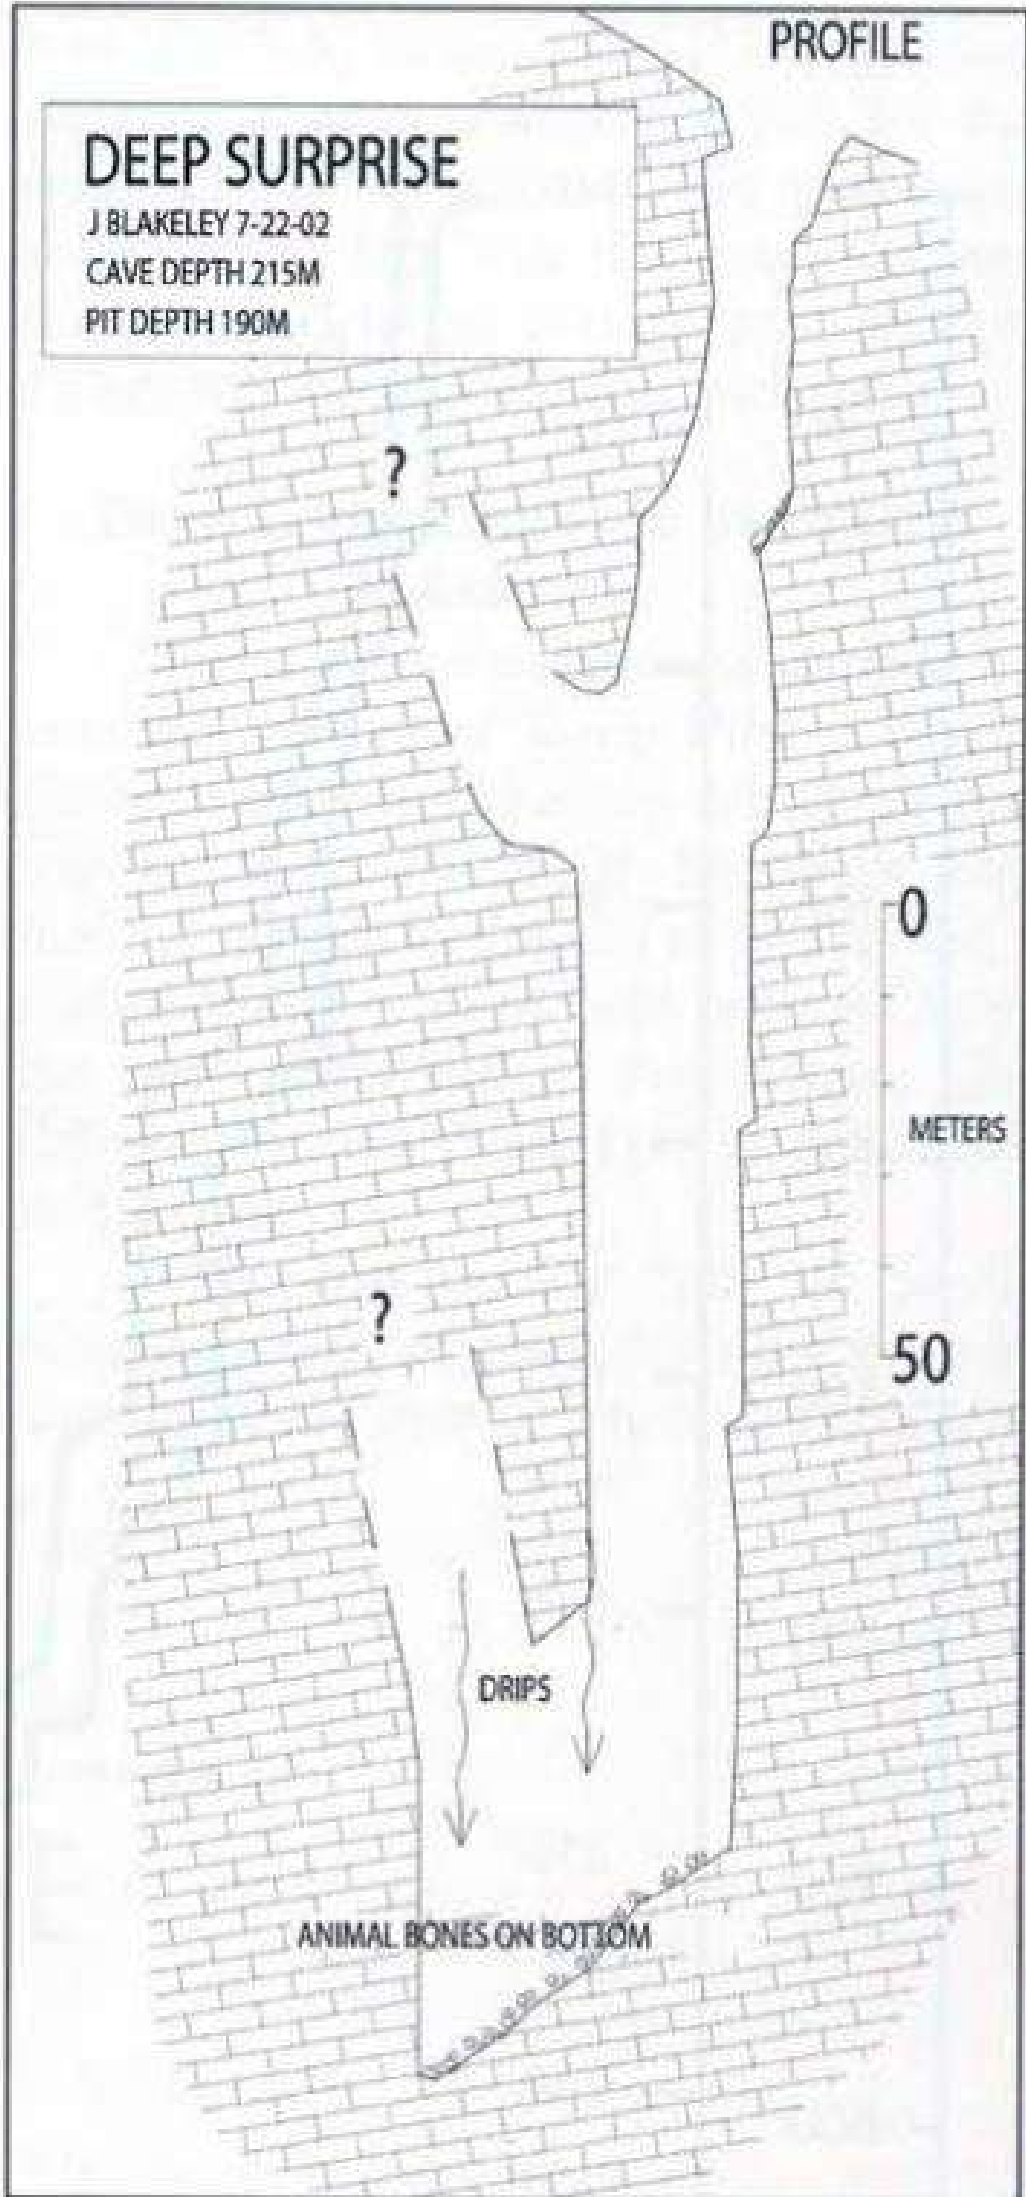 PROFILE
DEEP SURPRISE
J BLAKELEY 7-22-02
CAVE DEPTH 215M
PIT DEPTH 190M
?
0
METERS
?
50
DRIPS
ANIMAL BONES ON BOTTOM